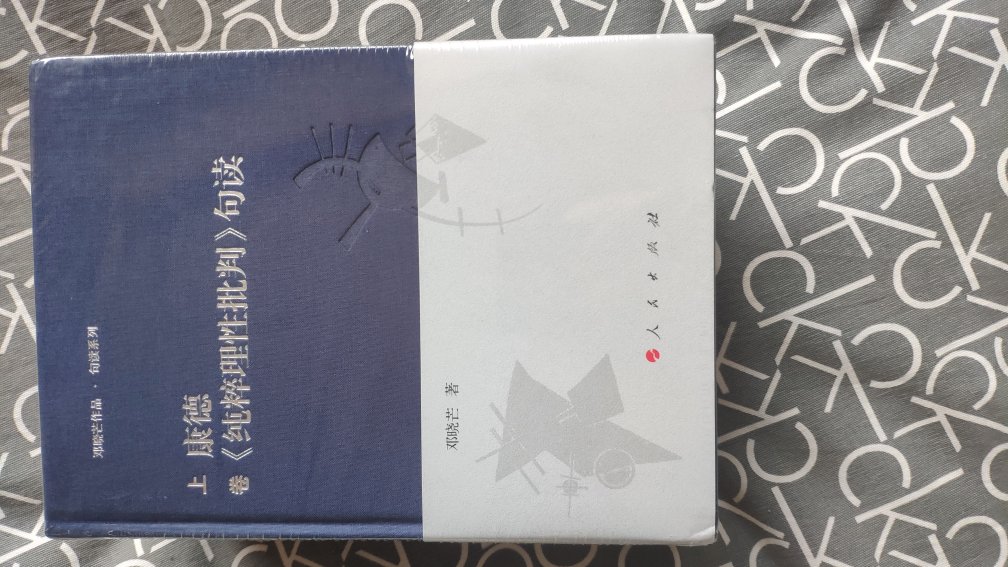 邓晓芒作品·句读系列
上卷
康德
《纯粹理性批判》句读
邓晓芒 著
人民出版社